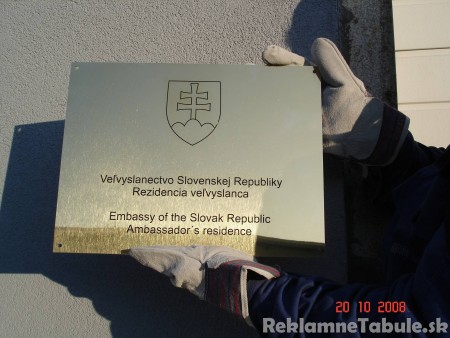 Veľvyslanectvo Slovenskej Republiky
Rezidencia veľvyslanca
Embassy of the Slovak Republic
Ambassador´s residence
20 10 2008
ReklamneTabule.sk